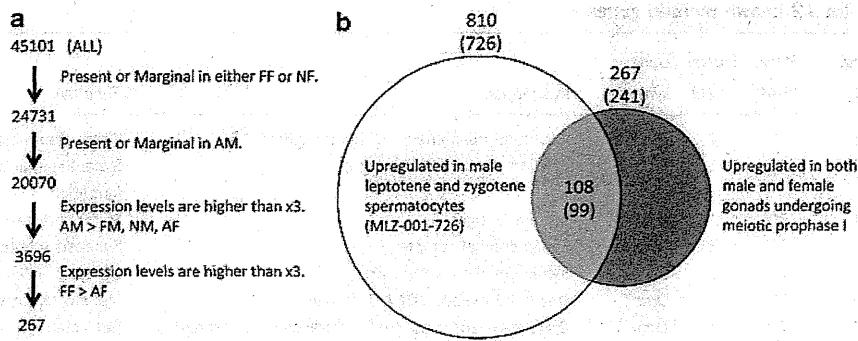 a
45101 (ALL)
Present or Marginal in either FF or NF.
24731
Present or Marginal in AM.
20070
Expression levels are higher than x3.
AM > FM, NM, AF
3696
Expression levels are higher than x3.
FF > AF
267
b
810
(726)
267
(241)
Upregulated in male
leptotene and zygotene
spermatocytes
(MLZ-001-726)
108
(99)
Upregulated in both
male and female
gonads undergoing
meiotic prophase I